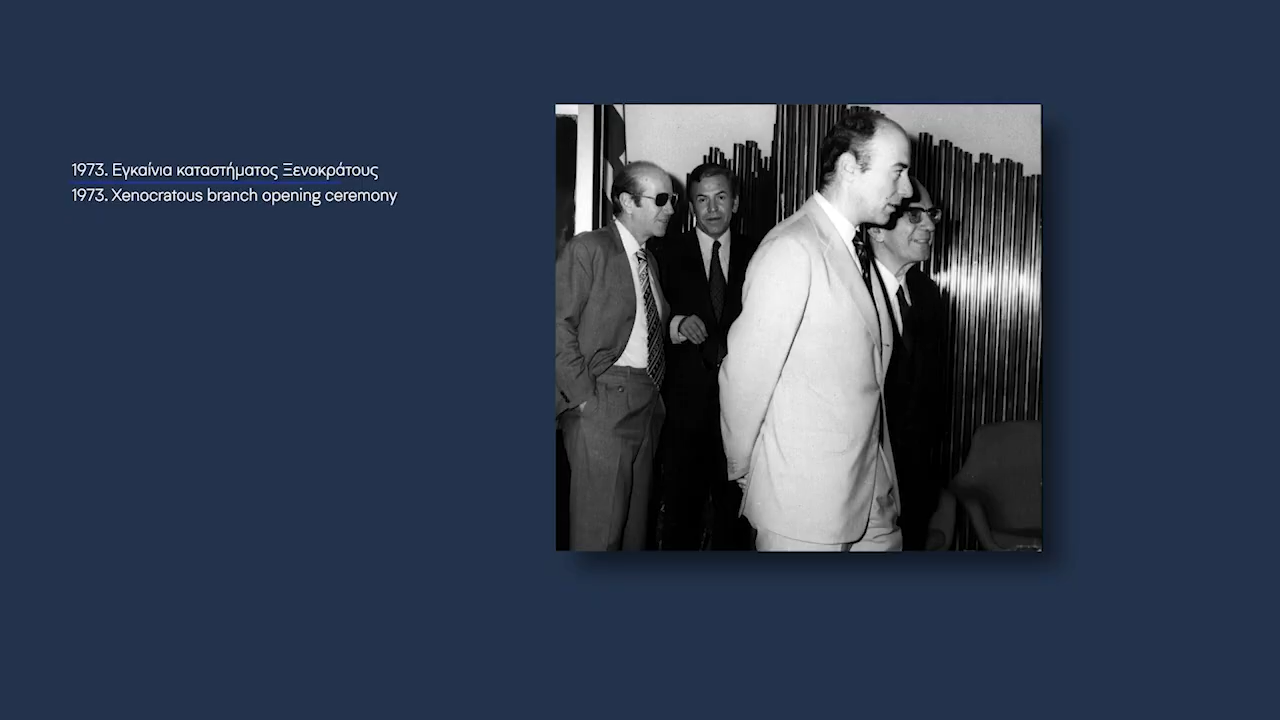 1973. Εγκαίνια καταστήματος Ξενοκράτους
1973. Xenocratous branch opening ceremony